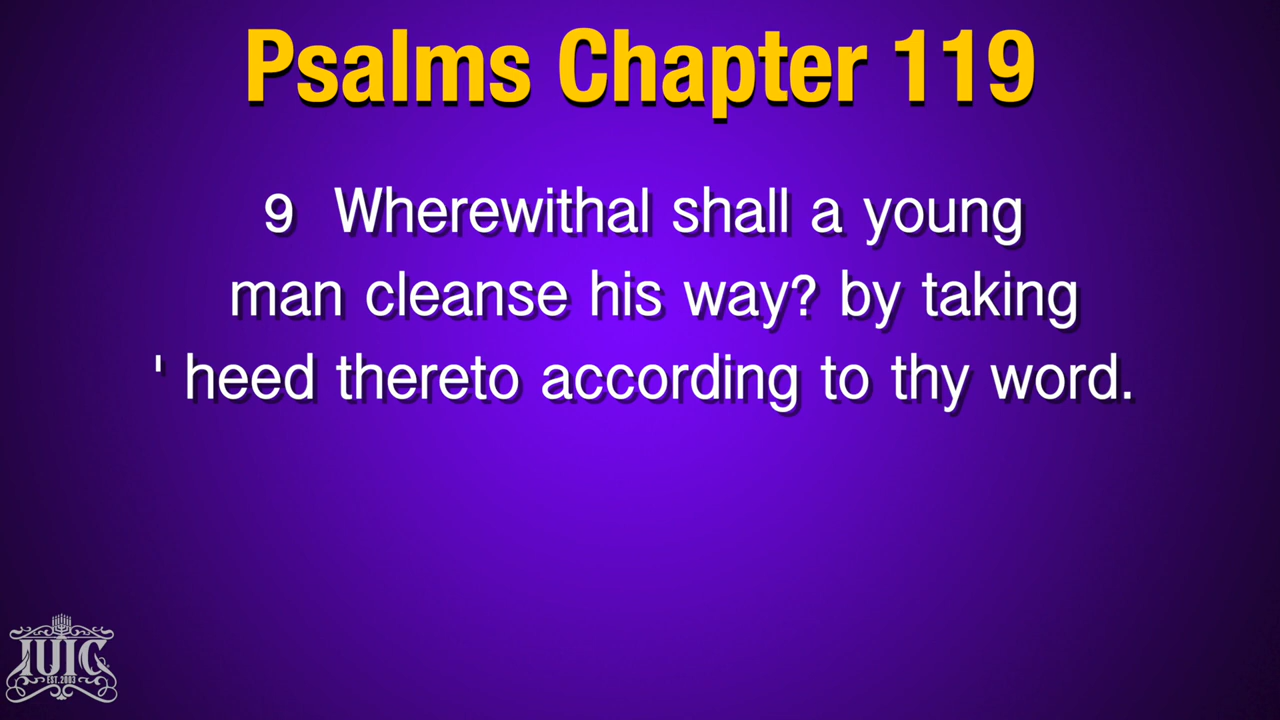 Psalms Chapter 119
9 Wherewithal shall a young
man cleanse his way? by taking
' heed thereto according to thy word.
IUIC
EST.2003